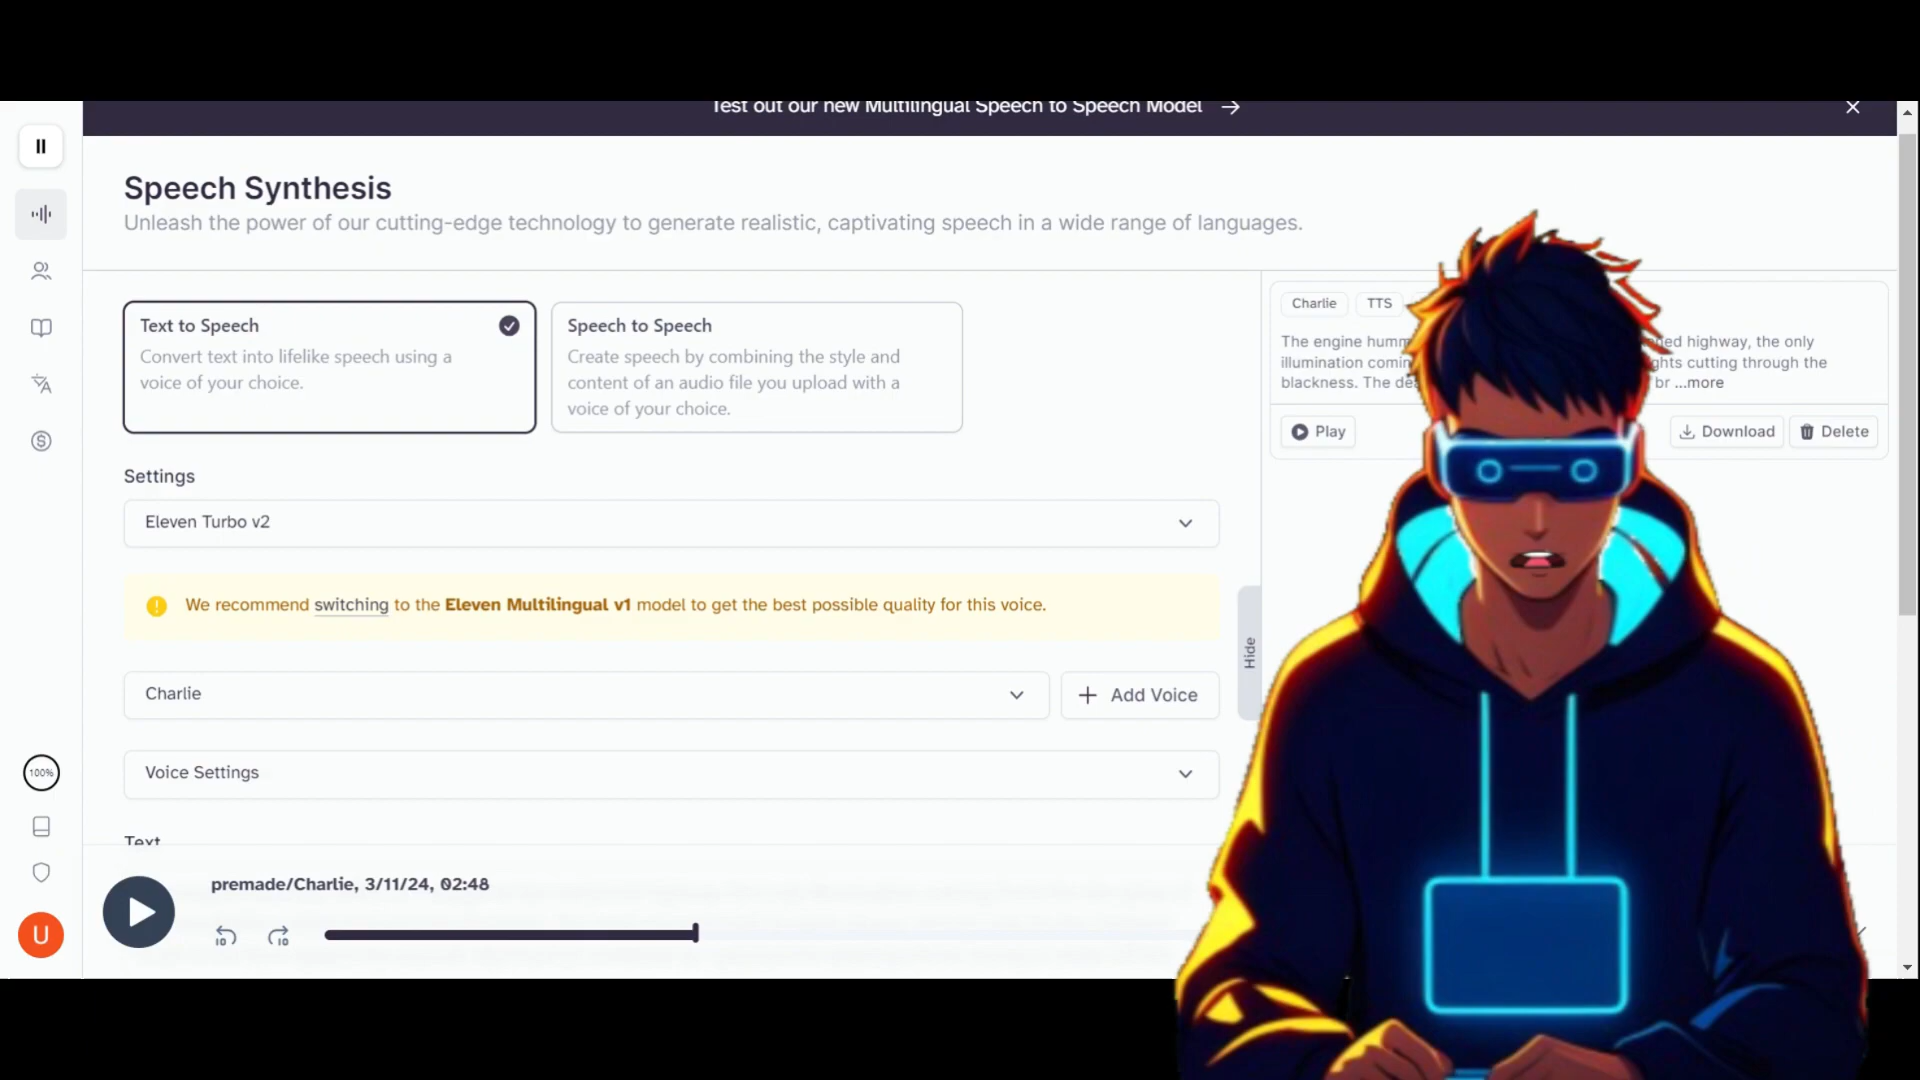 Test out our new Multilingual Speech to Speech Model →
Speech Synthesis
Unleash the power of our cutting-edge technology to generate realistic, captivating speech in a wide range of languages.
Text to Speech
Convert text into lifelike speech using a
voice of your choice.
Speech to Speech
Create speech by combining the style and
content of an audio file you upload with a
voice of your choice.
Settings
Eleven Turbo v2
We recommend switching to the Eleven Multilingual v1 model to get the best possible quality for this voice.
Charlie
+ Add Voice
Voice Settings
Text
Hide
Charlie TTS
The engine humm ed highway, the only
illumination comin ghts cutting through the
blackness. The dea br ...more
Play
Download
Delete
100%
U
premade/Charlie, 3/11/24, 02:48
10
10